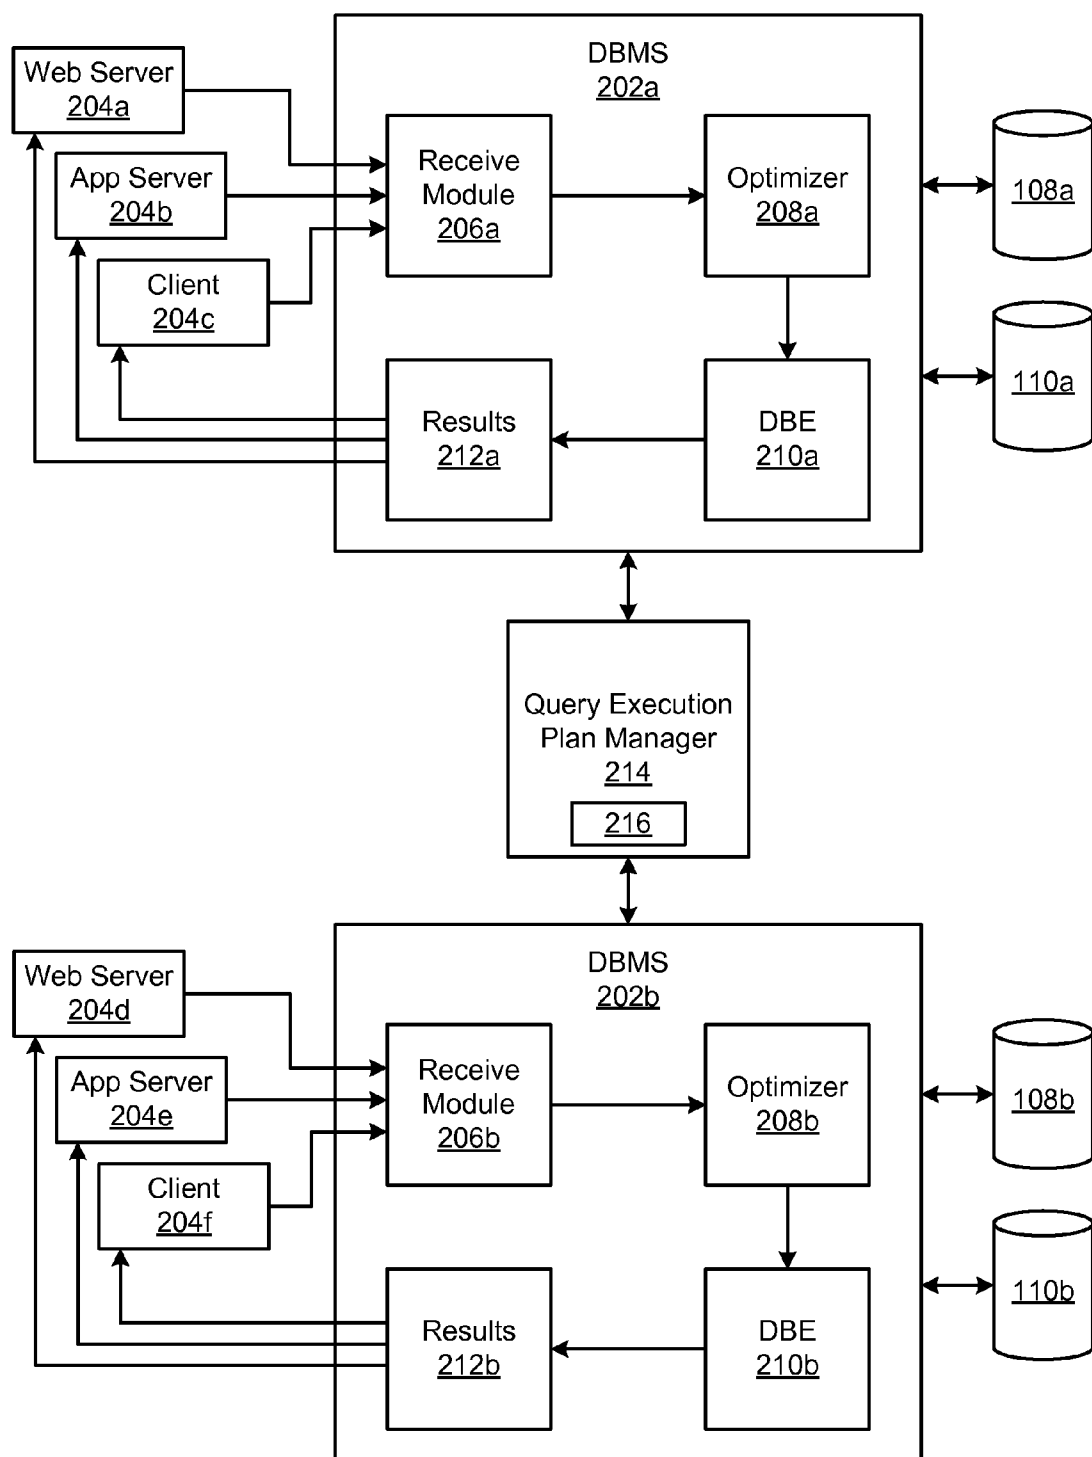 DBMS
202a
Web Server
204a
App Server
204b
Client
204c
Receive
Module
206a
Optimizer
208a
Results
212a
DBE
210a
108a
110a
Query Execution
Plan Manager
214
216
DBMS
202b
Web Server
204d
App Server
204e
Client
204f
Receive
Module
206b
Optimizer
208b
Results
212b
DBE
210b
108b
110b